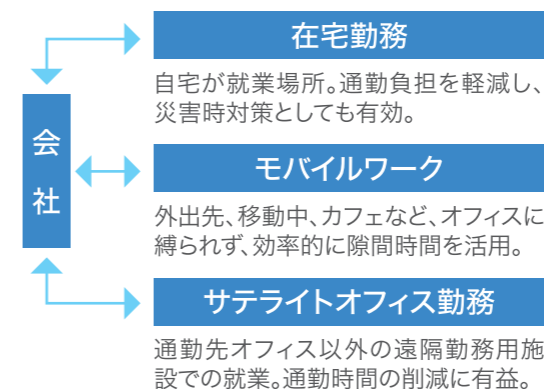 会社
在宅勤務
自宅が就業場所。通勤負担を軽減し、
災害時対策としても有効。
モバイルワーク
外出先、移動中、カフェなど、オフィスに
縛られず、効率的に隙間時間を活用。
サテライトオフィス勤務
通勤先オフィス以外の遠隔勤務用施
設での就業。通勤時間の削減に有益。